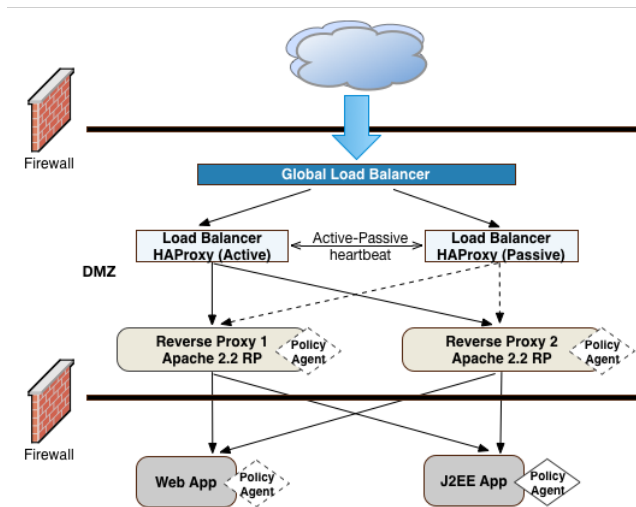 Firewall
Global Load Balancer
Load Balancer
HAProxy (Active)
Active-Passive
heartbeat
Load Balancer
HAProxy (Passive)
DMZ
Reverse Proxy 1
Apache 2.2 RP
Policy
Agent
Reverse Proxy 2
Apache 2.2 RP
Policy
Agent
Firewall
Web App
Policy
Agent
J2EE App
Policy
Agent